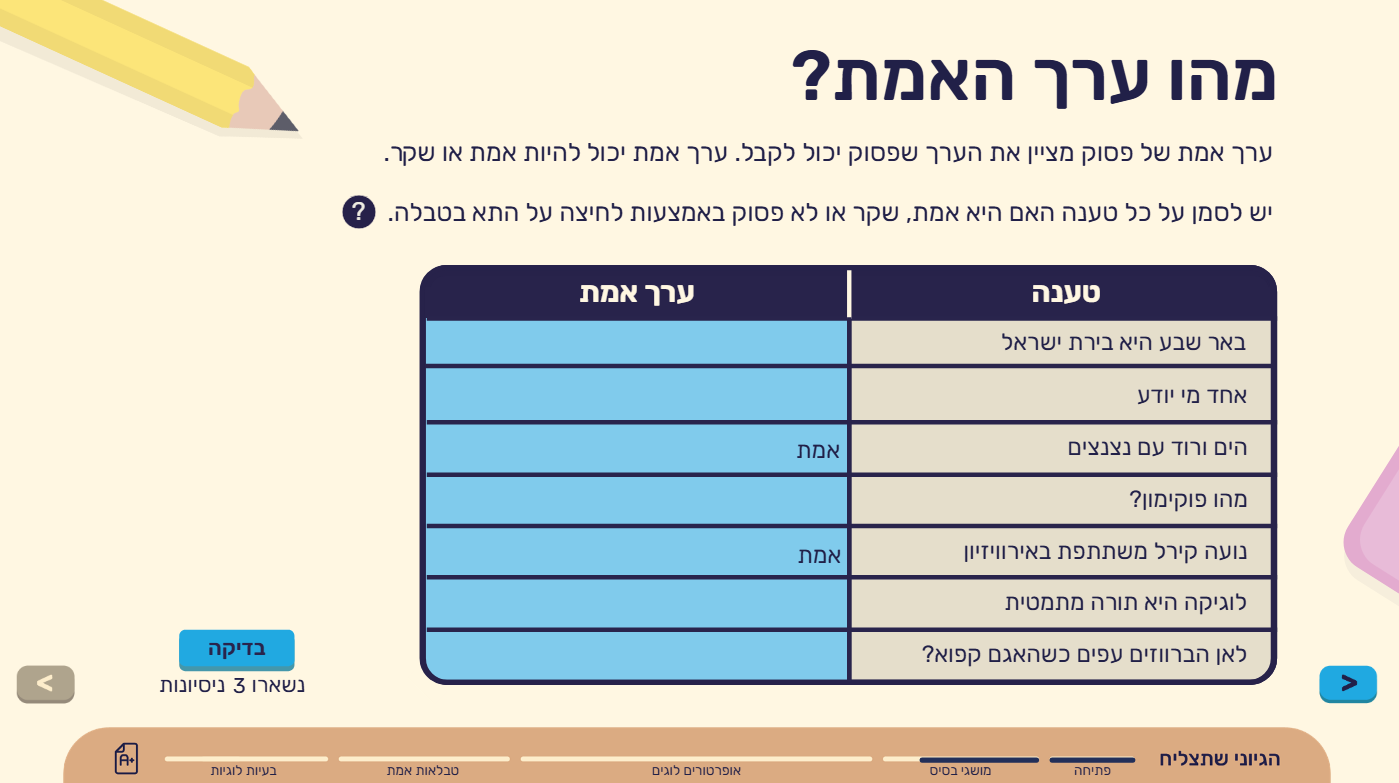 מהו ערך האמת?
ערך אמת של פסוק מציין את הערך שפסוק יכול לקבל. ערך אמת יכול להיות אמת או שקר.
יש לסמן על כל טענה האם היא אמת, שקר או לא פסוק באמצעות לחיצה על התא בטבלה. ?
טענה ערך אמת
באר שבע היא בירת ישראל
אחד מי יודע
הים ורוד עם נצנצים אמת
מהו פוקימון?
נועה קירל משתתפת באירוויזיון אמת
לוגיקה היא תורה מתמטית
לאן הברווזים עפים כשהאגם קפוא?
בדיקה
נשארו 3 ניסיונות
< >
הגיוני שתצליח
פתיחה מושגי בסיס אופרטורים לוגים טבלאות אמת בעיות לוגיות A+